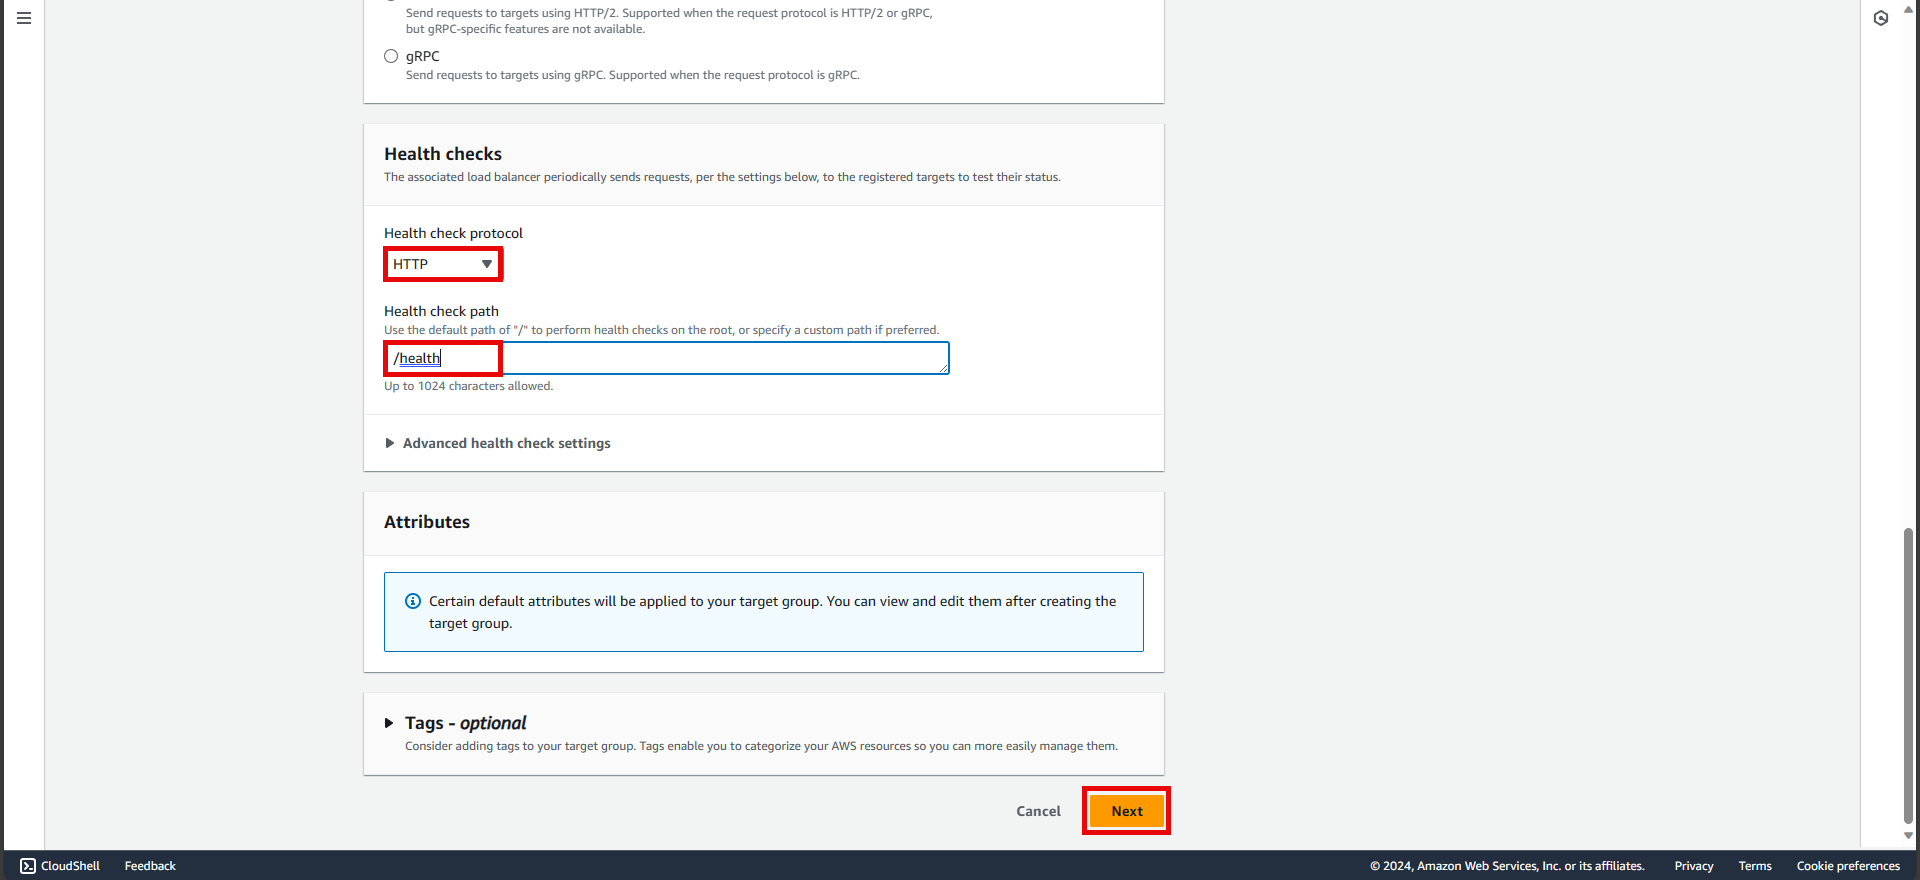 Send requests to targets using HTTP/2. Supported when the request protocol is HTTP/2 or gRPC,
but gRPC-specific features are not available.
gRPC
Send requests to targets using gRPC. Supported when the request protocol is gRPC.
Health checks
The associated load balancer periodically sends requests, per the settings below, to the registered targets to test their status.
Health check protocol
HTTP
Health check path
Use the default path of "/" to perform health checks on the root, or specify a custom path if preferred.
/health
Up to 1024 characters allowed.
Advanced health check settings
Attributes
Certain default attributes will be applied to your target group. You can view and edit them after creating the
target group.
Tags - optional
Consider adding tags to your target group. Tags enable you to categorize your AWS resources so you can more easily manage them.
Cancel
Next
CloudShell
Feedback
© 2024, Amazon Web Services, Inc. or its affiliates.
Privacy
Terms
Cookie preferences